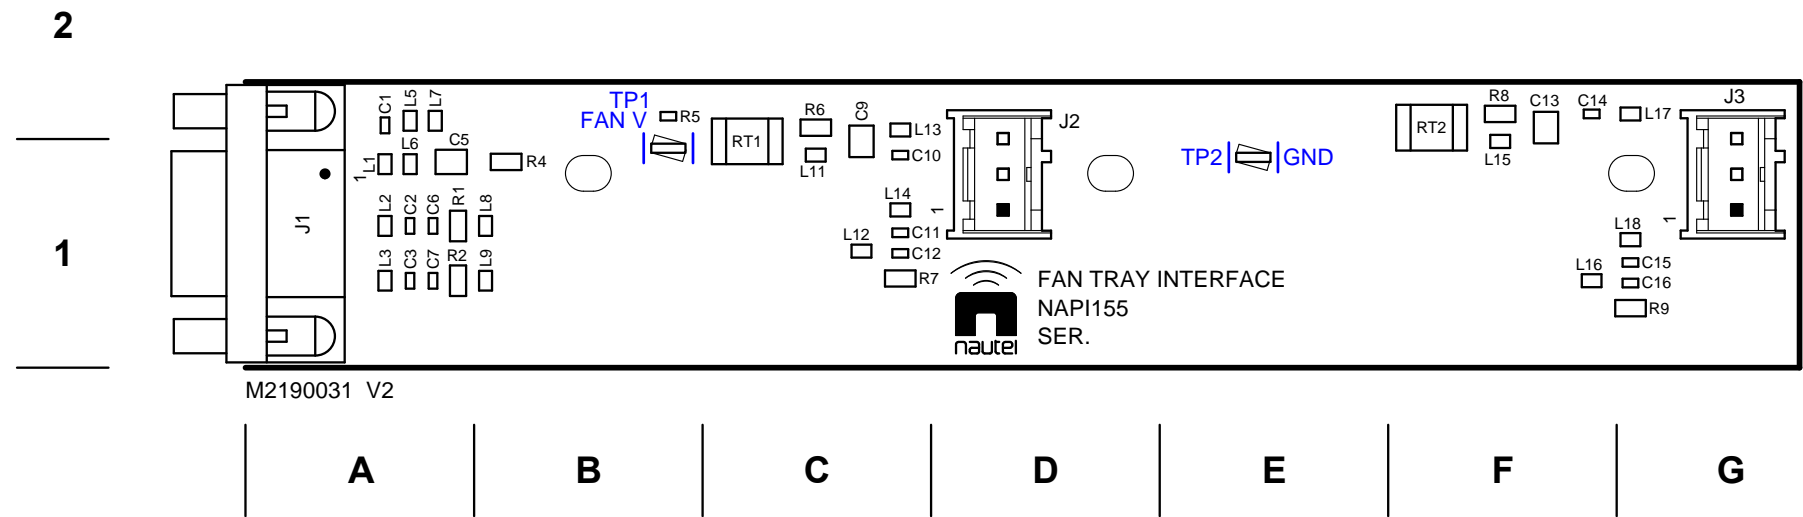 2
C1 L5 L7
TP1
FAN V
R5
R6
C9
R8 C13 C14
J3
RT1
L13
J2
RT2
L17
L1
L6
C5
R4
L11
C10
TP2 GND
L15
1
J1
L2 C2 C6 R1 L8
L14
1
C11
L12
C12
L18
1
1
L3 C3 C7 R2 L9
R7
FAN TRAY INTERFACE
NAPI155
SER.
nautel
L16
C15
C16
R9
M2190031 V2
A B C D E F G